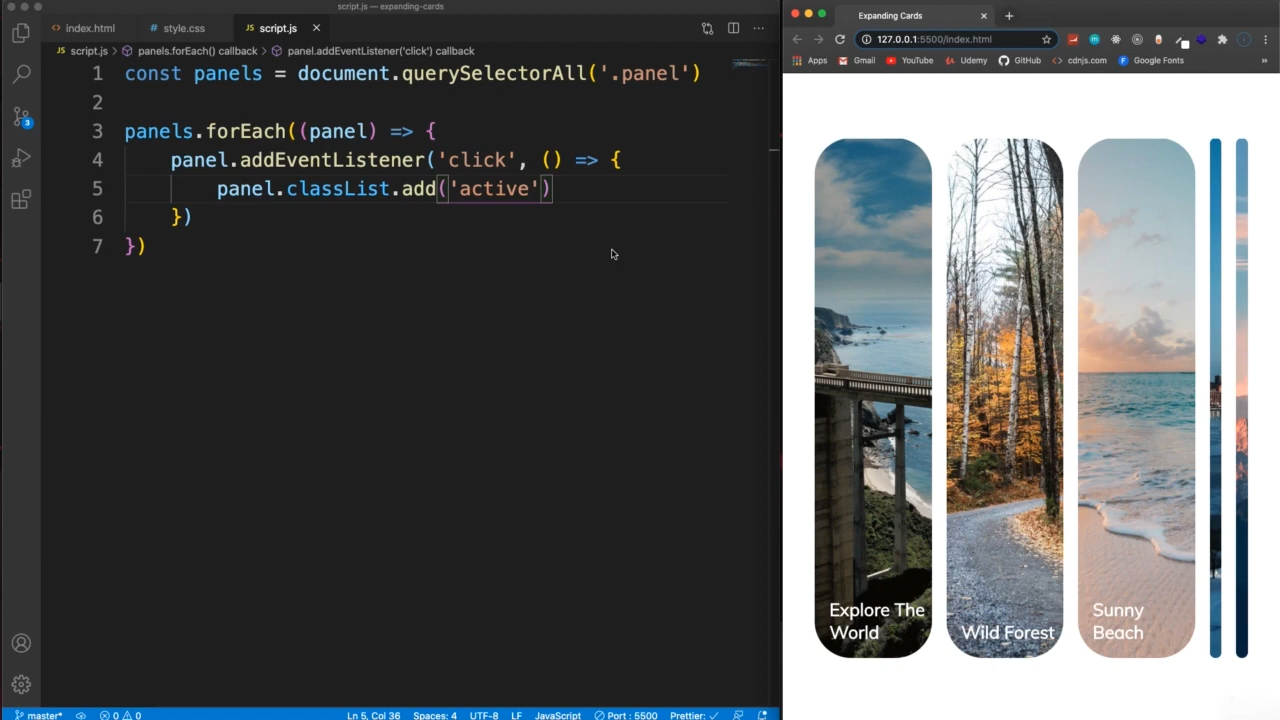 script.js — expanding-cards
index.html
style.css
script.js
script.js > panels.forEach() callback > panel.addEventListener('click') callback
1 const panels = document.querySelectorAll('.panel')
2
3 panels.forEach((panel) => {
4 panel.addEventListener('click', () => {
5 panel.classList.add('active')
6 })
7 })
3
master*
0 0
Ln 5, Col 36
Spaces: 4
UTF-8
LF
JavaScript
Port : 5500
Prettier: ✓
Expanding Cards
127.0.0.1:5500/index.html
Apps
Gmail
YouTube
Udemy
GitHub
cdnjs.com
Google Fonts
»
Explore The
World
Wild Forest
Sunny
Beach